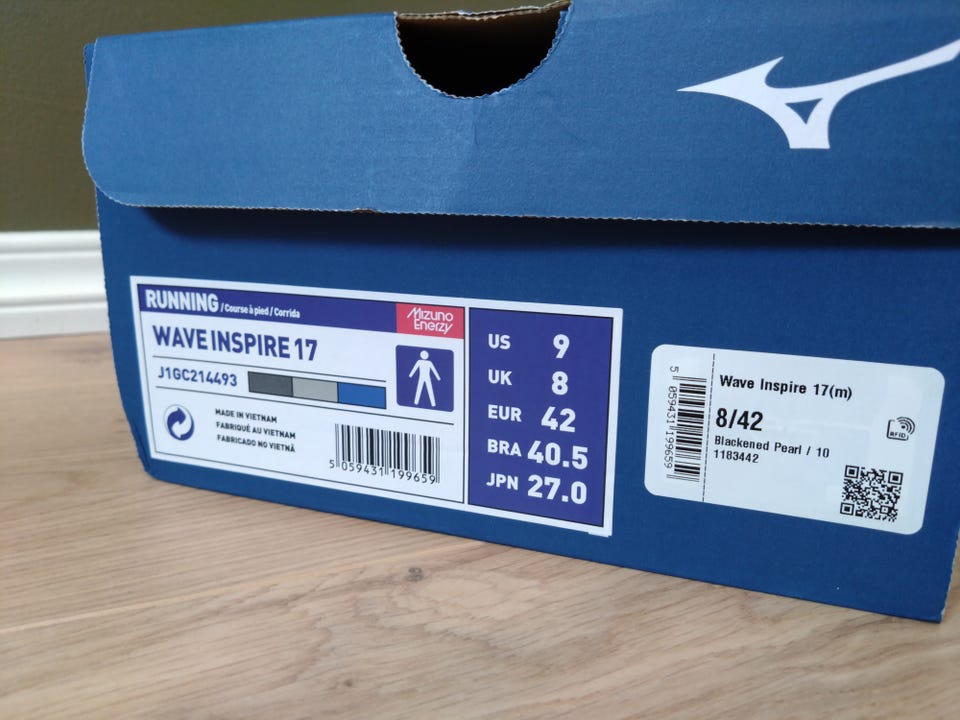 RUNNING / Course à pied / Corrida
Mizuno
Enerzy
WAVE INSPIRE 17
J1GC214493
MADE IN VIETNAM
FABRIQUÉ AU VIETNAM
FABRICADO NO VIETNÃ
5 059431 199659
US 9
UK 8
EUR 42
BRA 40.5
JPN 27.0
5 059431 199659
Wave Inspire 17(m)
8/42
Blackened Pearl / 10
1183442
RFID